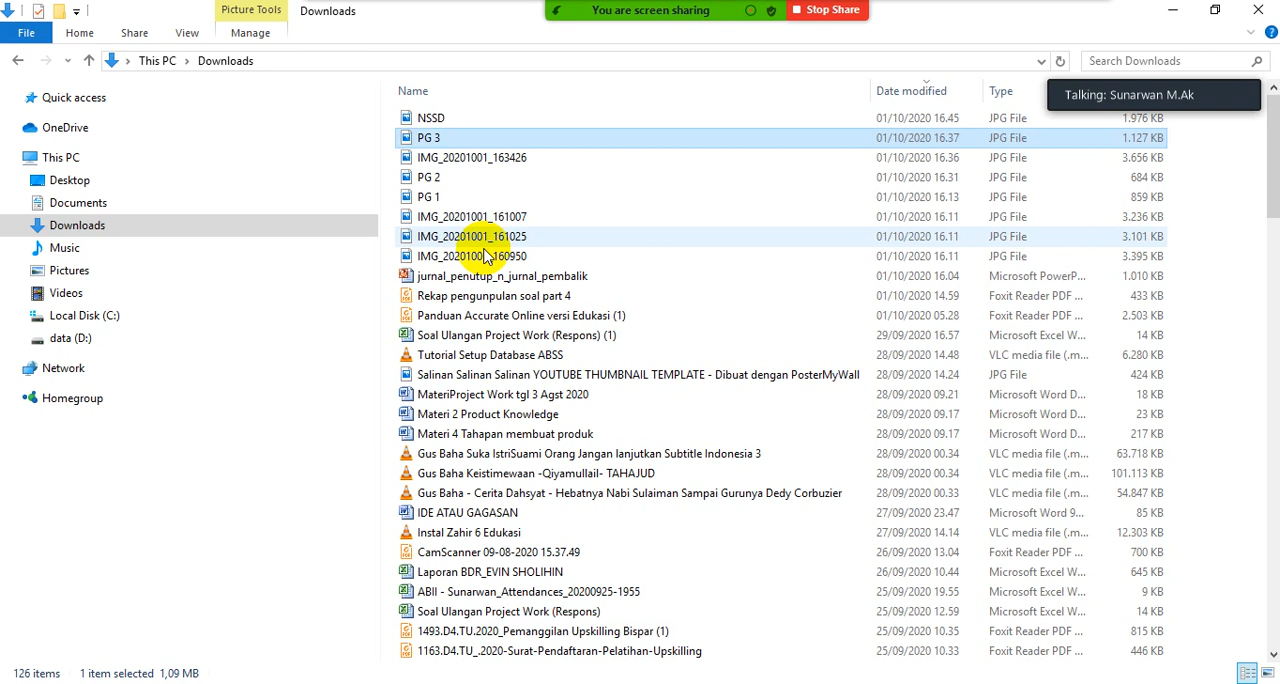 Picture Tools
Downloads
You are screen sharing
Stop Share
File
Home
Share
View
Manage
This PC
Downloads
Search Downloads
Talking: Sunarwan M.Ak
Quick access
OneDrive
This PC
Desktop
Documents
Downloads
Music
Pictures
Videos
Local Disk (C:)
data (D:)
Network
Homegroup
Name Date modified Type
NSSD 01/10/2020 16.45 JPG File 1.976 KB
PG 3 01/10/2020 16.37 JPG File 1.127 KB
IMG_20201001_163426 01/10/2020 16.36 JPG File 3.656 KB
PG 2 01/10/2020 16.31 JPG File 684 KB
PG 1 01/10/2020 16.13 JPG File 859 KB
IMG_20201001_161007 01/10/2020 16.11 JPG File 3.236 KB
IMG_20201001_161025 01/10/2020 16.11 JPG File 3.101 KB
IMG_20201001_160950 01/10/2020 16.11 JPG File 3.395 KB
jurnal_penutup_n_jurnal_pembalik 01/10/2020 16.04 Microsoft PowerP... 1.010 KB
Rekap pengunpulan soal part 4 01/10/2020 14.59 Foxit Reader PDF ... 433 KB
Panduan Accurate Online versi Edukasi (1) 01/10/2020 05.28 Foxit Reader PDF ... 2.503 KB
Soal Ulangan Project Work (Respons) (1) 29/09/2020 16.57 Microsoft Excel W... 14 KB
Tutorial Setup Database ABSS 28/09/2020 14.48 VLC media file (.m... 6.280 KB
Salinan Salinan Salinan YOUTUBE THUMBNAIL TEMPLATE - Dibuat dengan PosterMyWall 28/09/2020 14.24 JPG File 424 KB
MateriProject Work tgl 3 Agst 2020 28/09/2020 09.21 Microsoft Word D... 18 KB
Materi 2 Product Knowledge 28/09/2020 09.17 Microsoft Word D... 23 KB
Materi 4 Tahapan membuat produk 28/09/2020 09.17 Microsoft Word D... 217 KB
Gus Baha Suka IstriSuami Orang Jangan lanjutkan Subtitle Indonesia 3 28/09/2020 00.34 VLC media file (.m... 63.718 KB
Gus Baha Keistimewaan -Qiyamullail- TAHAJUD 28/09/2020 00.34 VLC media file (.m... 101.113 KB
Gus Baha - Cerita Dahsyat - Hebatnya Nabi Sulaiman Sampai Gurunya Dedy Corbuzier 28/09/2020 00.33 VLC media file (.m... 54.847 KB
IDE ATAU GAGASAN 27/09/2020 23.47 Microsoft Word 9... 85 KB
Instal Zahir 6 Edukasi 27/09/2020 14.14 VLC media file (.m... 12.303 KB
CamScanner 09-08-2020 15.37.49 26/09/2020 13.04 Foxit Reader PDF ... 700 KB
Laporan BDR_EVIN SHOLIHIN 26/09/2020 10.44 Microsoft Excel W... 645 KB
ABII - Sunarwan_Attendances_20200925-1955 25/09/2020 19.55 Microsoft Excel W... 9 KB
Soal Ulangan Project Work (Respons) 25/09/2020 12.59 Microsoft Excel W... 14 KB
1493.D4.TU.2020_Pemanggilan Upskilling Bispar (1) 25/09/2020 10.35 Foxit Reader PDF ... 815 KB
1163.D4.TU_.2020-Surat-Pendaftaran-Pelatihan-Upskilling 25/09/2020 10.34 Foxit Reader PDF ... 446 KB
126 items 1 item selected 1,09 MB